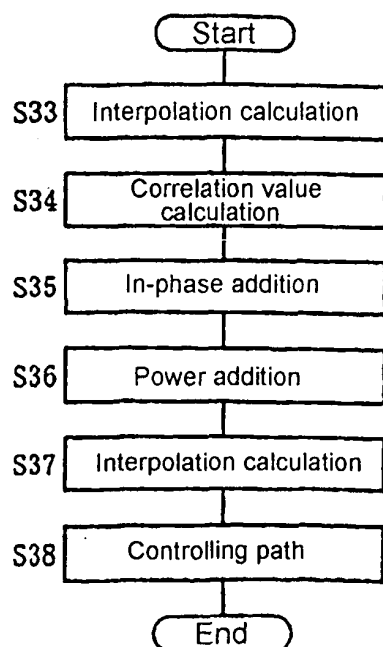 Start
S33 Interpolation calculation
S34 Correlation value
calculation
S35 In-phase addition
S36 Power addition
S37 Interpolation calculation
S38 Controlling path
End